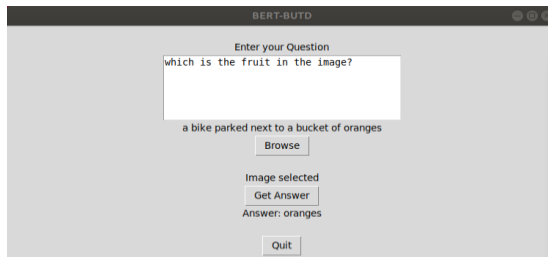 BERT-BUTD
Enter your Question
which is the fruit in the image?
a bike parked next to a bucket of oranges
Browse
Image selected
Get Answer
Answer: oranges
Quit